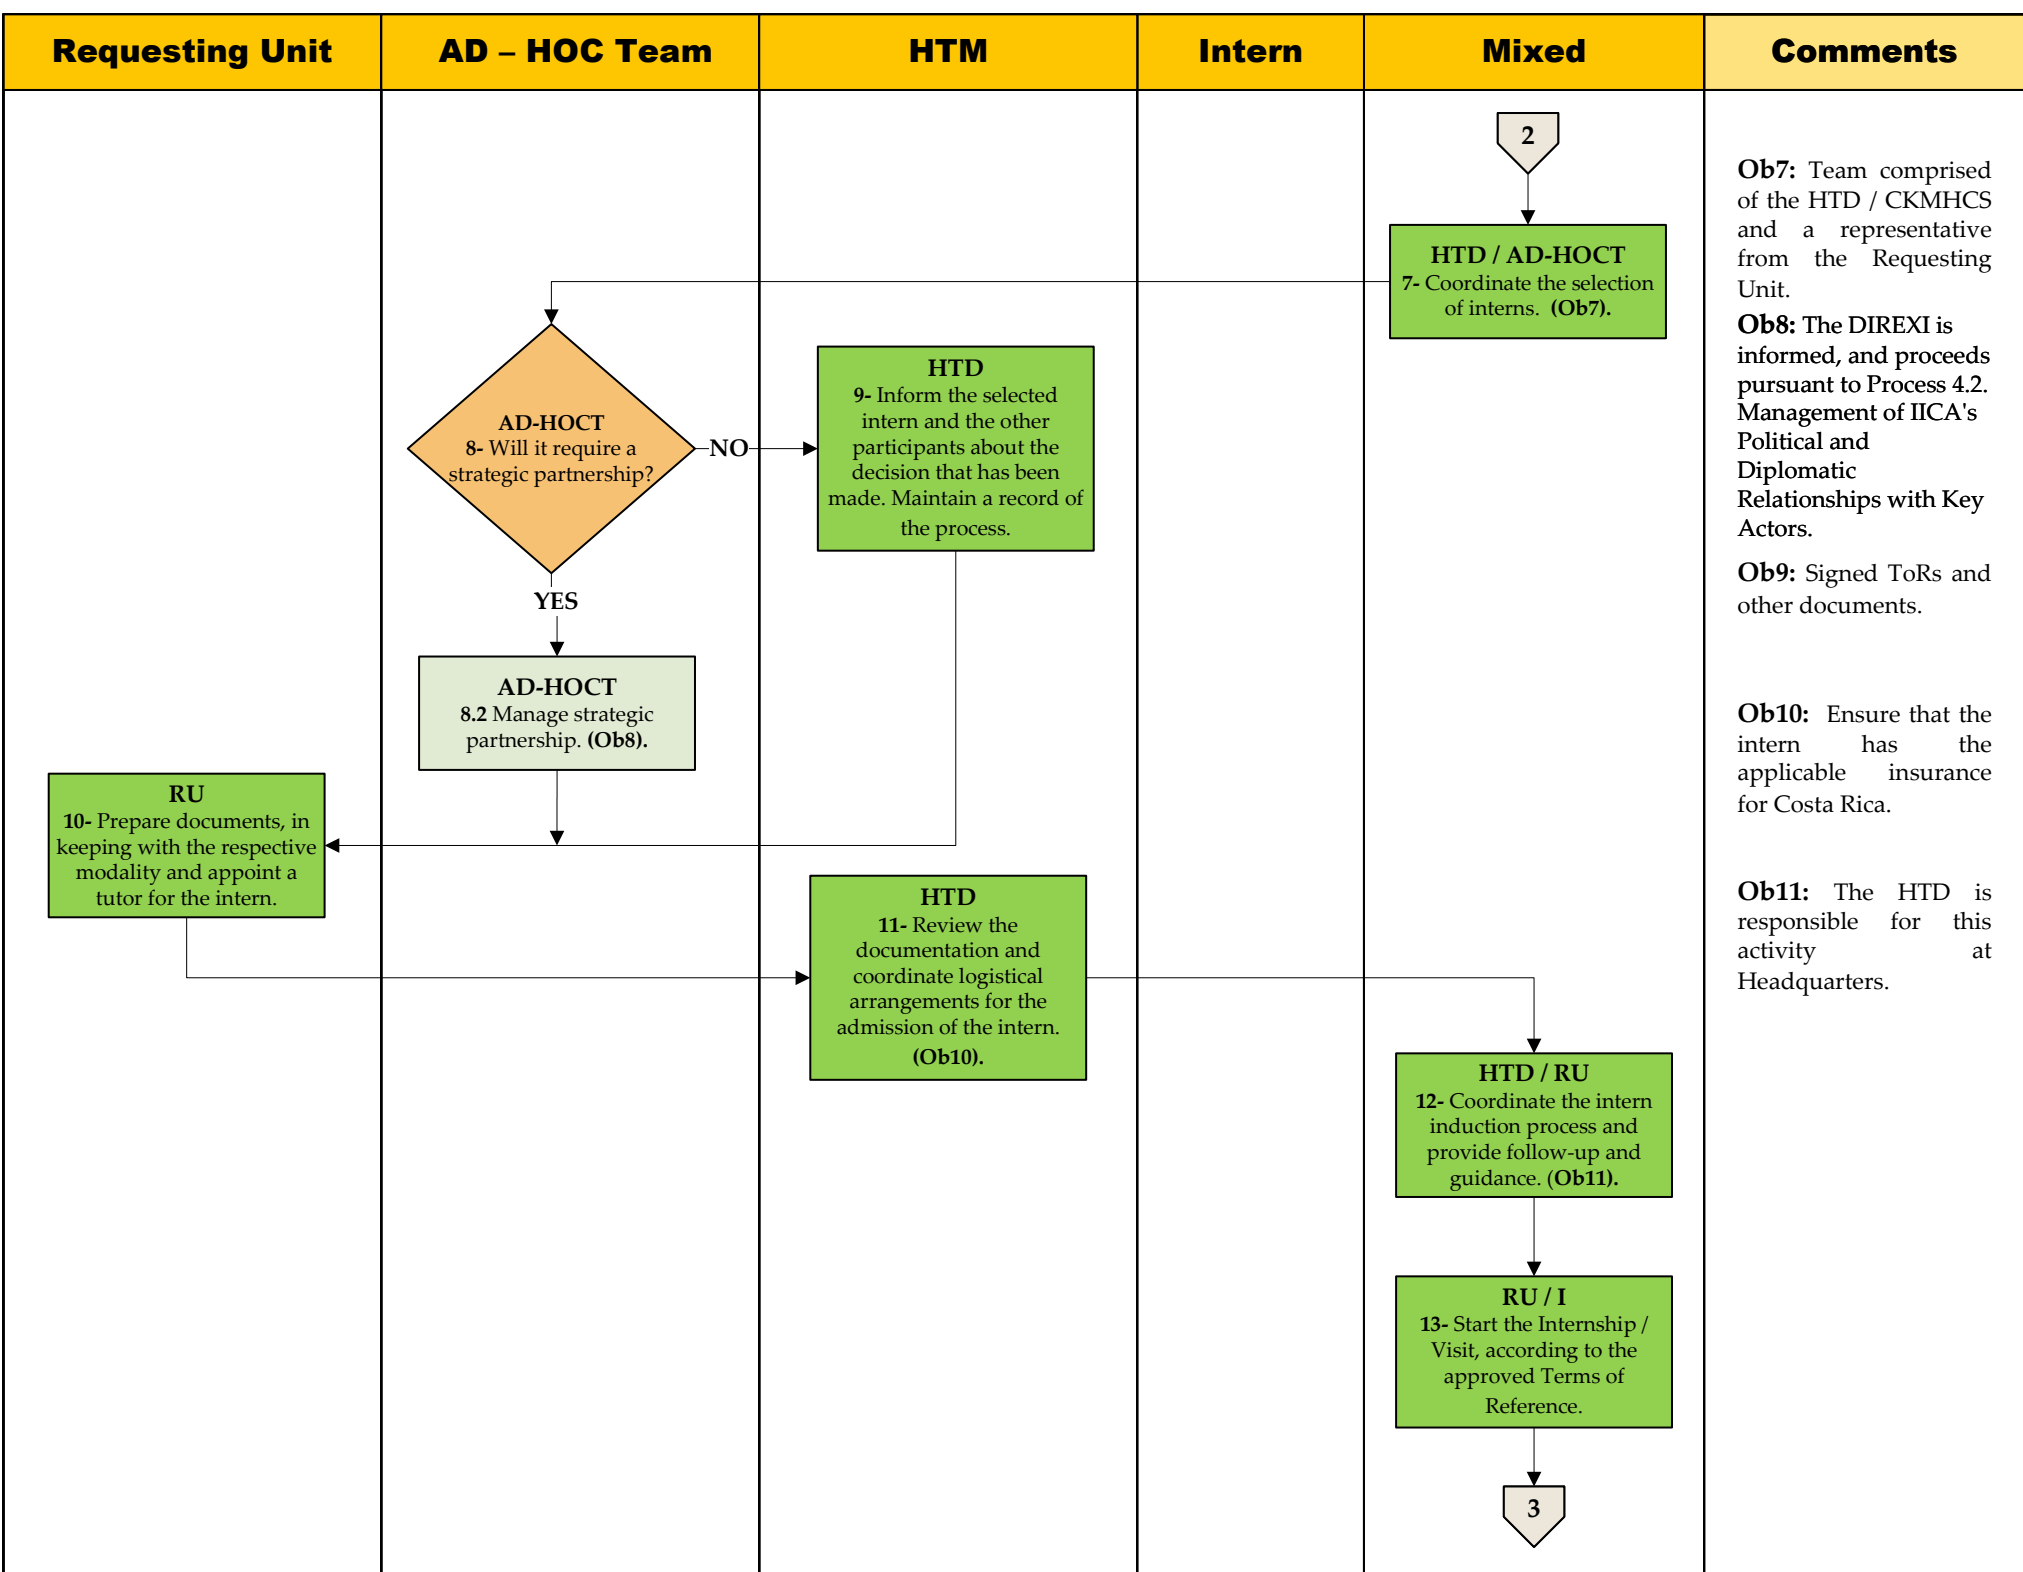 Requesting Unit
AD – HOC Team
HTM
Intern
Mixed
Comments
2
HTD / AD-HOCT
7- Coordinate the selection
of interns. (Ob7).
AD-HOCT
8- Will it require a
strategic partnership?
NO
YES
HTD
9- Inform the selected
intern and the other
participants about the
decision that has been
made. Maintain a record of
the process.
AD-HOCT
8.2 Manage strategic
partnership. (Ob8).
RU
10- Prepare documents, in
keeping with the respective
modality and appoint a
tutor for the intern.
HTD
11- Review the
documentation and
coordinate logistical
arrangements for the
admission of the intern.
(Ob10).
HTD / RU
12- Coordinate the intern
induction process and
provide follow-up and
guidance. (Ob11).
RU / I
13- Start the Internship /
Visit, according to the
approved Terms of
Reference.
3
Ob7: Team comprised
of the HTD / CKMHCS
and a representative
from the Requesting
Unit.
Ob8: The DIREXI is
informed, and proceeds
pursuant to Process 4.2.
Management of IICA's
Political and
Diplomatic
Relationships with Key
Actors.
Ob9: Signed ToRs and
other documents.
Ob10: Ensure that the
intern has the
applicable insurance
for Costa Rica.
Ob11: The HTD is
responsible for this
activity at
Headquarters.